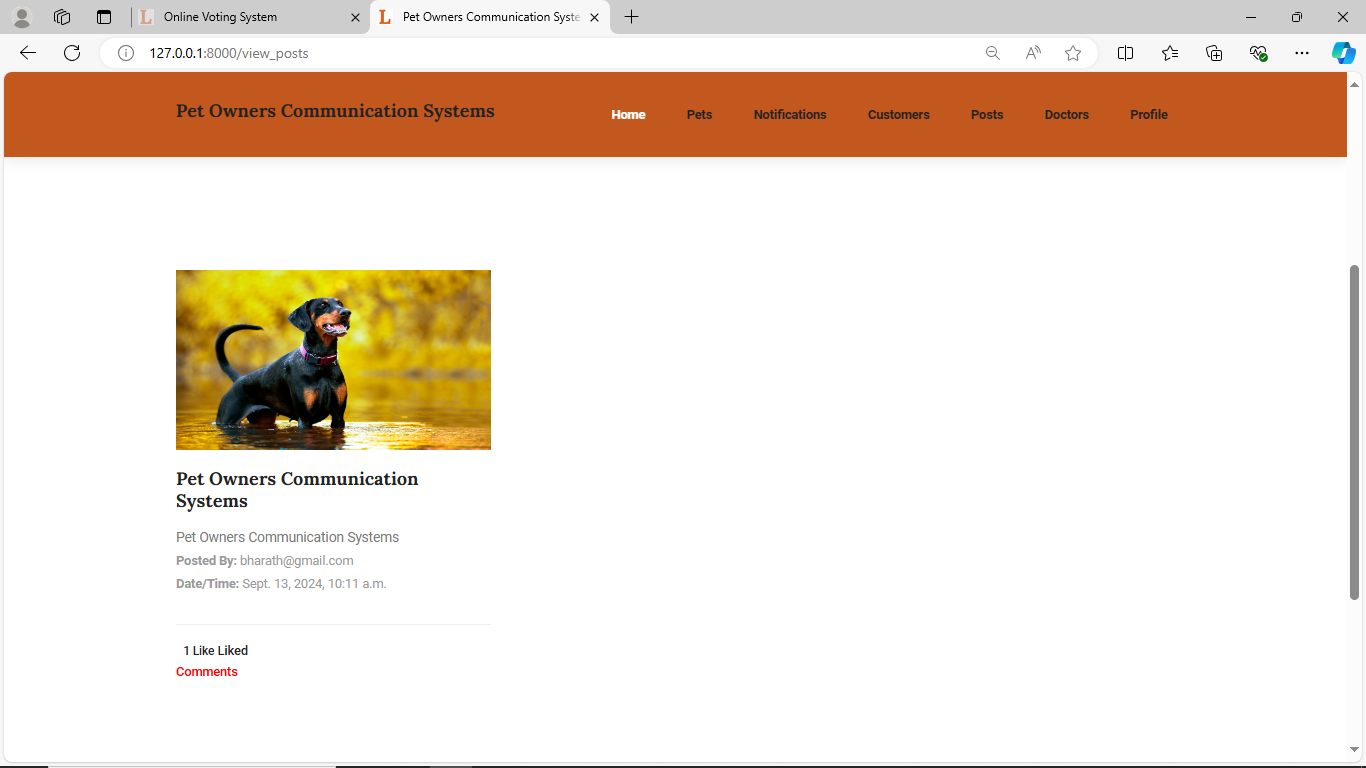 Online Voting System
Pet Owners Communication Syste
127.0.0.1:8000/view_posts
Pet Owners Communication Systems
Home Pets Notifications Customers Posts Doctors Profile
Pet Owners Communication
Systems
Pet Owners Communication Systems
Posted By: bharath@gmail.com
Date/Time: Sept. 13, 2024, 10:11 a.m.
1 Like Liked
Comments